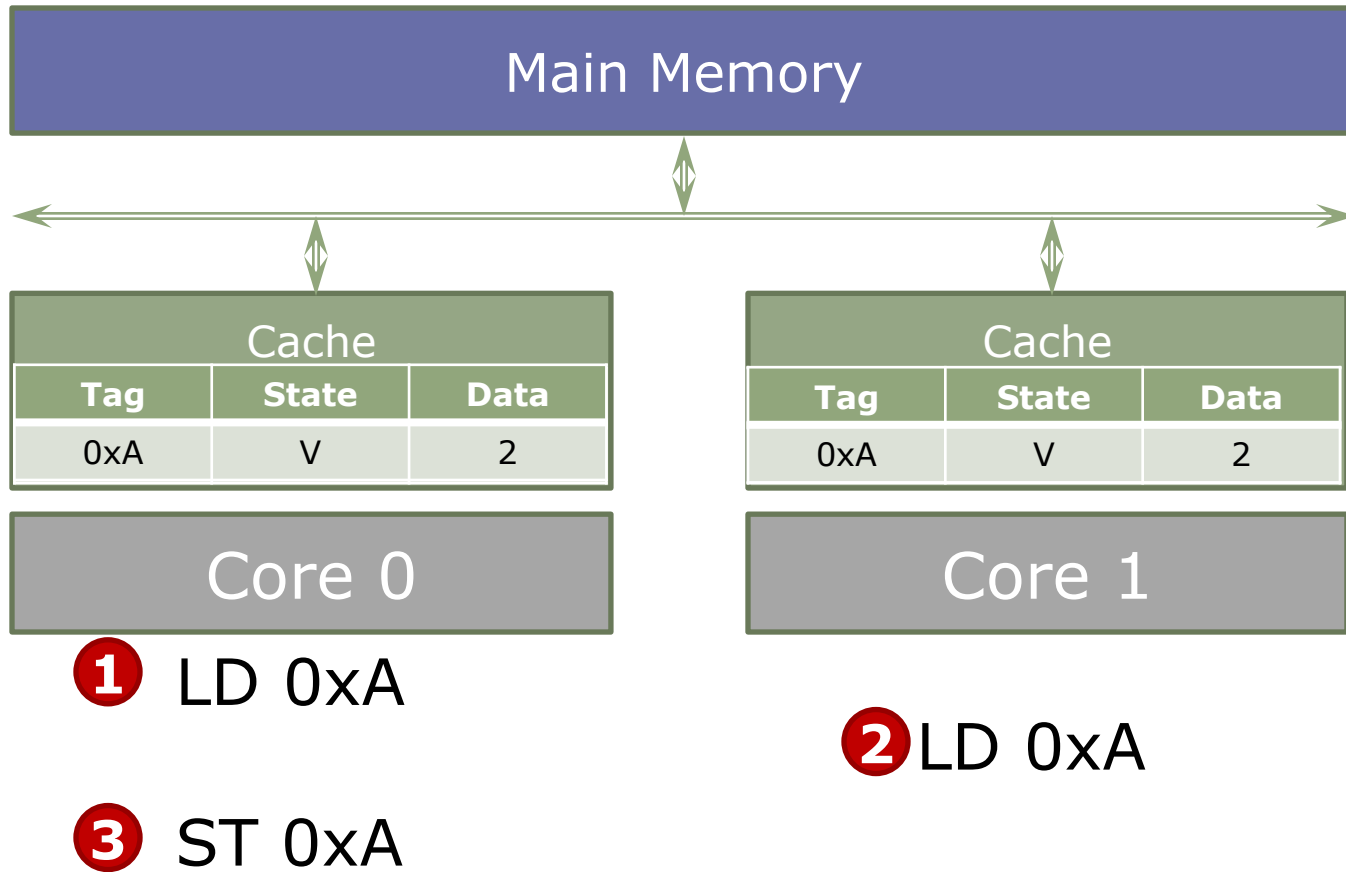 Main Memory
Cache
Tag State Data
0xA V 2
Cache
Tag State Data
0xA V 2
Core 0
Core 1
1 LD 0xA
2 LD 0xA
3 ST 0xA